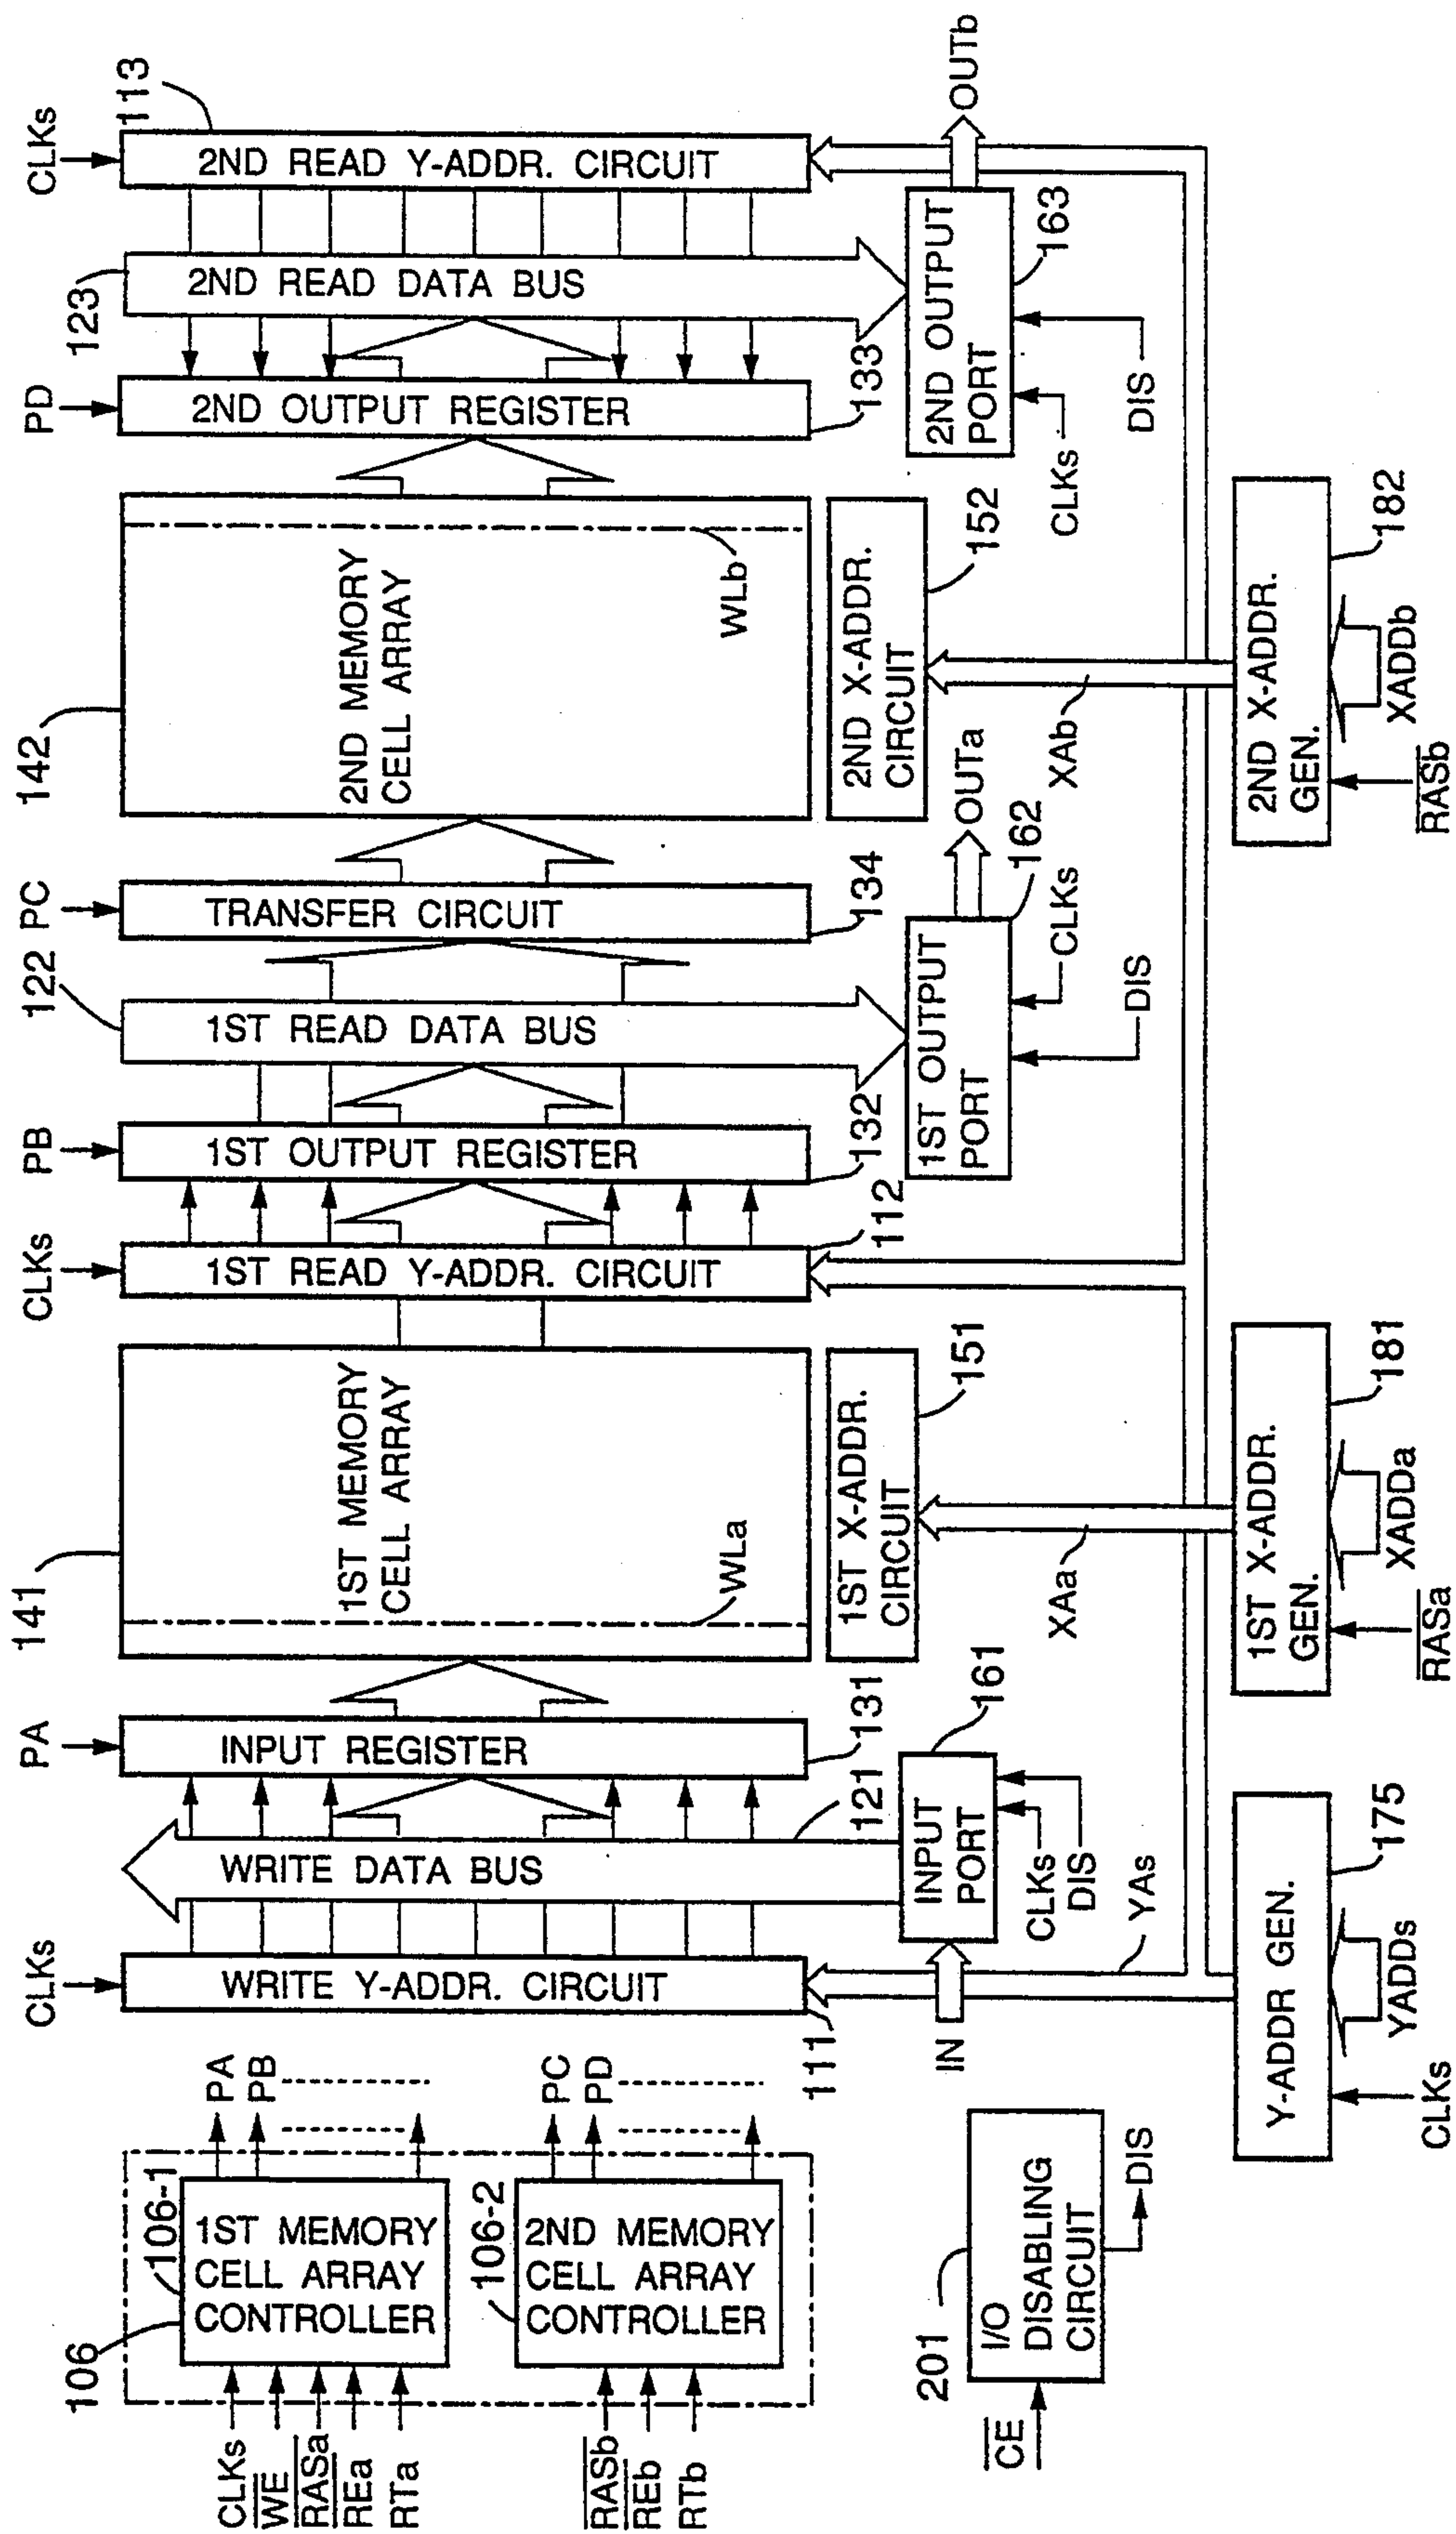 CLKs
113
2ND READ Y-ADDR. CIRCUIT
123
2ND READ DATA BUS
PD
2ND OUTPUT REGISTER
133
OUTb
2ND OUTPUT
PORT
163
CLKs
DIS
142
2ND MEMORY
CELL ARRAY
WLb
2ND X-ADDR.
CIRCUIT
152
XAb
2ND X-ADDR.
GEN.
182
XADDb
RASb
PC
TRANSFER CIRCUIT
134
122
1ST READ DATA BUS
OUTa
1ST OUTPUT
PORT
162
CLKs
DIS
PB
1ST OUTPUT REGISTER
132
CLKs
1ST READ Y-ADDR. CIRCUIT
112
141
1ST MEMORY
CELL ARRAY
WLa
1ST X-ADDR.
CIRCUIT
151
XAa
1ST X-ADDR.
GEN.
181
XADDa
RASa
PA
INPUT REGISTER
131
WRITE DATA BUS
121
INPUT
PORT
161
CLKs
DIS
IN
CLKs
WRITE Y-ADDR. CIRCUIT
111
YAs
Y-ADDR GEN.
175
YADDs
CLKs
106
106-1
1ST MEMORY
CELL ARRAY
CONTROLLER
PA
PB
CLKs
WE
RASa
REa
RTa
106-2
2ND MEMORY
CELL ARRAY
CONTROLLER
PC
PD
RASb
REb
RTb
201
I/O
DISABLING
CIRCUIT
DIS
CE